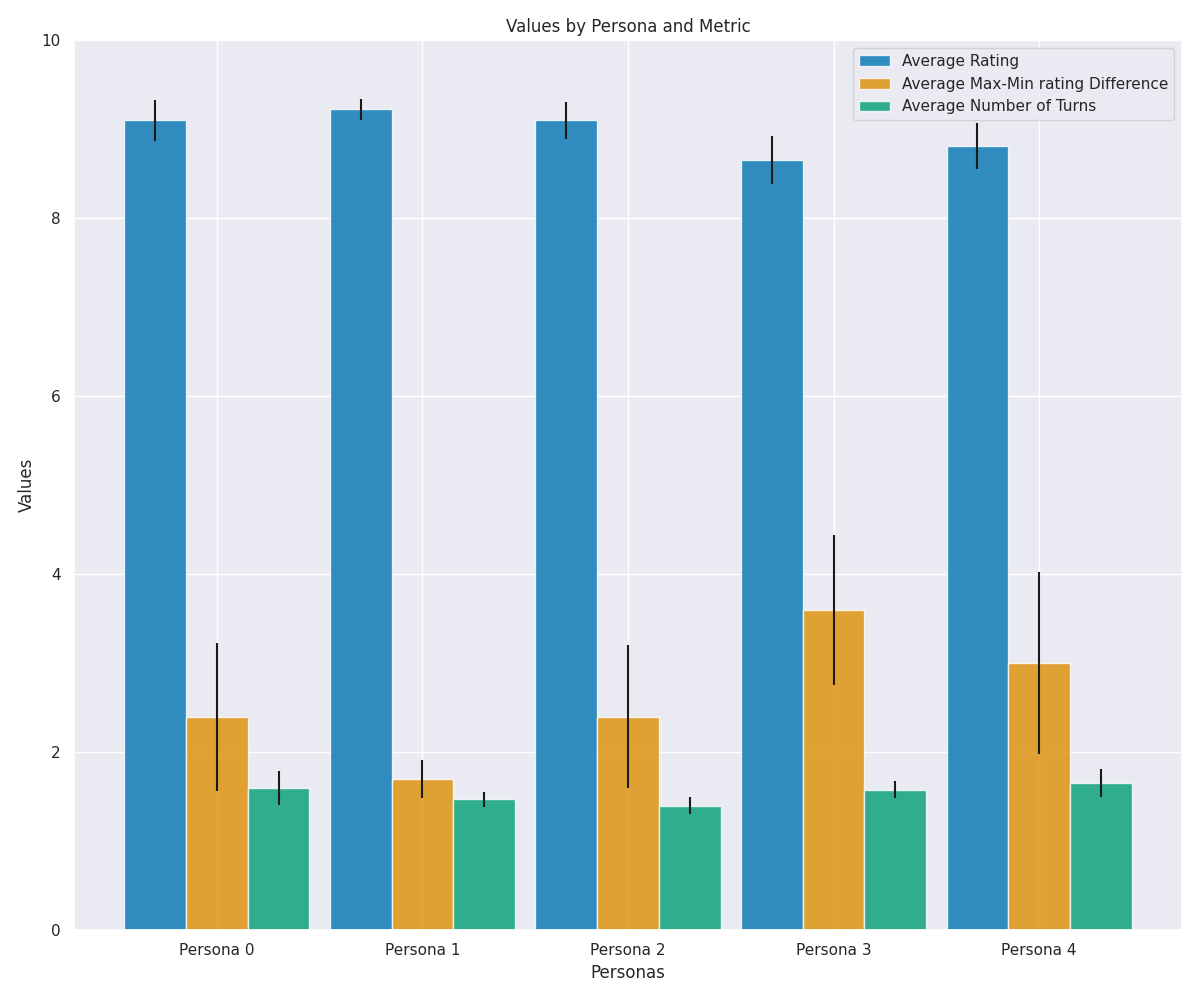 Values by Persona and Metric
10
8
6
4
2
0
Values
Average Rating
Average Max-Min rating Difference
Average Number of Turns
Persona 0 Persona 1 Persona 2 Persona 3 Persona 4
Personas